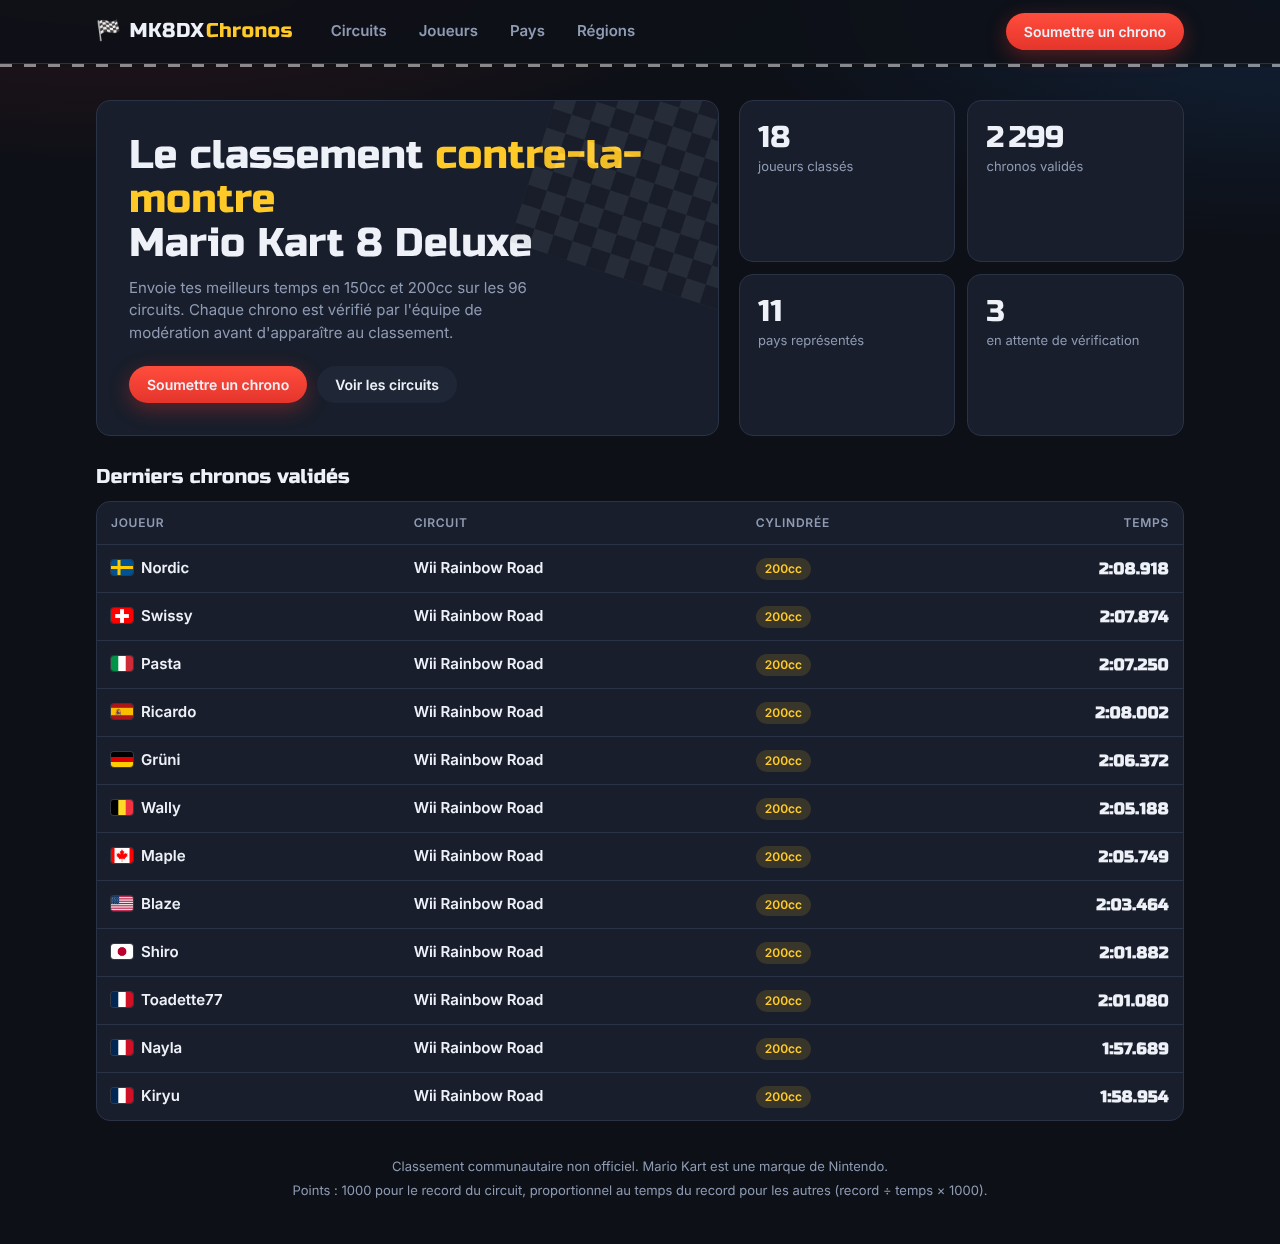 MK8DXChronos
Circuits
Joueurs
Pays
Régions
Soumettre un chrono
Le classement contre-la-
montre
Mario Kart 8 Deluxe
Envoie tes meilleurs temps en 150cc et 200cc sur les 96
circuits. Chaque chrono est vérifié par l'équipe de
modération avant d'apparaître au classement.
Soumettre un chrono
Voir les circuits
18
joueurs classés
2 299
chronos validés
11
pays représentés
3
en attente de vérification
Derniers chronos validés
JOUEUR CIRCUIT CYLINDRÉE TEMPS
Nordic Wii Rainbow Road 200cc 2:08.918
Swissy Wii Rainbow Road 200cc 2:07.874
Pasta Wii Rainbow Road 200cc 2:07.250
Ricardo Wii Rainbow Road 200cc 2:08.002
Grüni Wii Rainbow Road 200cc 2:06.372
Wally Wii Rainbow Road 200cc 2:05.188
Maple Wii Rainbow Road 200cc 2:05.749
Blaze Wii Rainbow Road 200cc 2:03.464
Shiro Wii Rainbow Road 200cc 2:01.882
Toadette77 Wii Rainbow Road 200cc 2:01.080
Nayla Wii Rainbow Road 200cc 1:57.689
Kiryu Wii Rainbow Road 200cc 1:58.954
Classement communautaire non officiel. Mario Kart est une marque de Nintendo.
Points : 1000 pour le record du circuit, proportionnel au temps du record pour les autres (record ÷ temps × 1000).